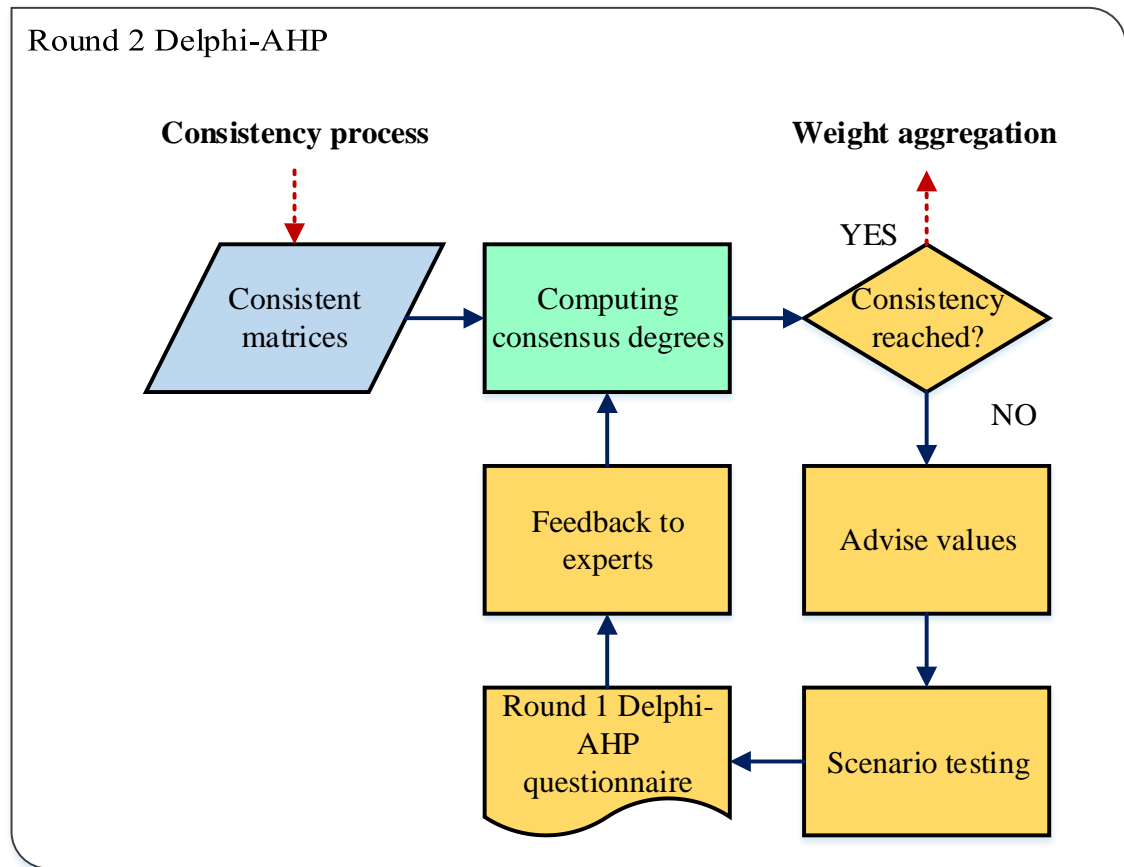 Round 2 Delphi-AHP
Consistency process
Weight aggregation
YES
Consistent
matrices
Computing
consensus degrees
Consistency
reached?
NO
Feedback to
experts
Advise values
Round 1 Delphi-
AHP
questionnaire
Scenario testing